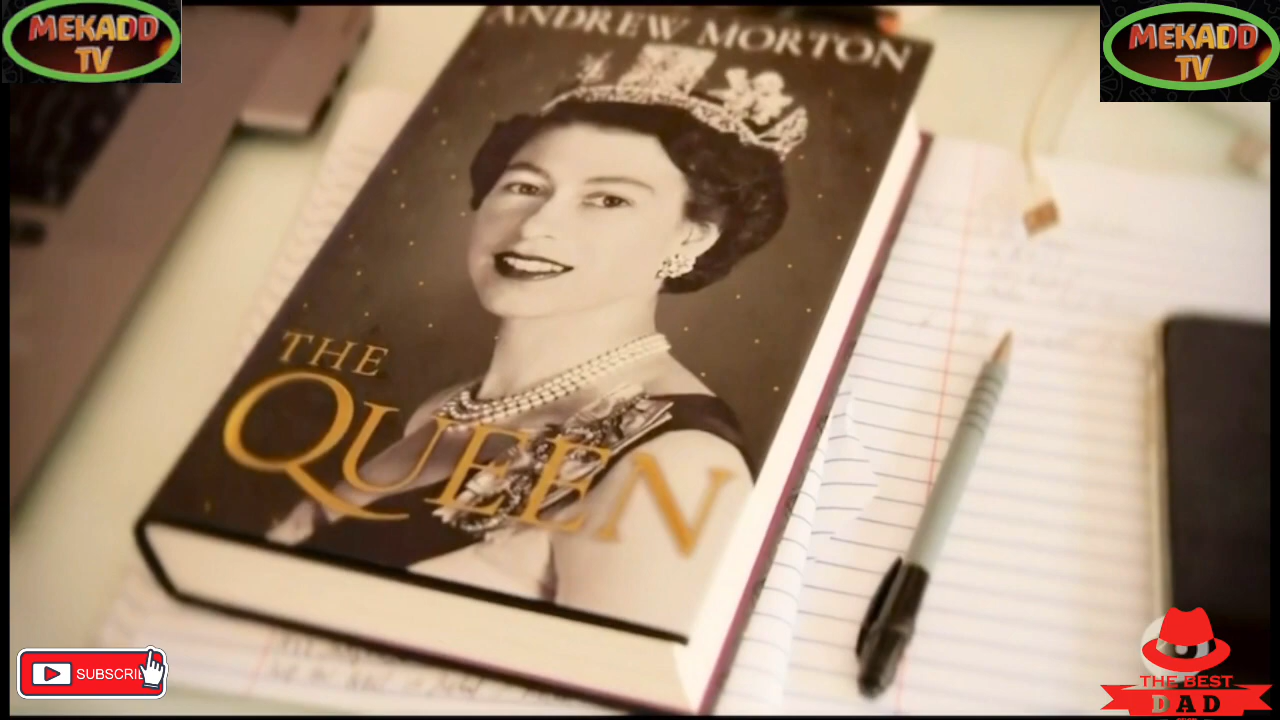 MEKADD
TV
MEKADD
TV
ANDREW MORTON
THE
QUEEN
SUBSCRI
THE BEST
DAD